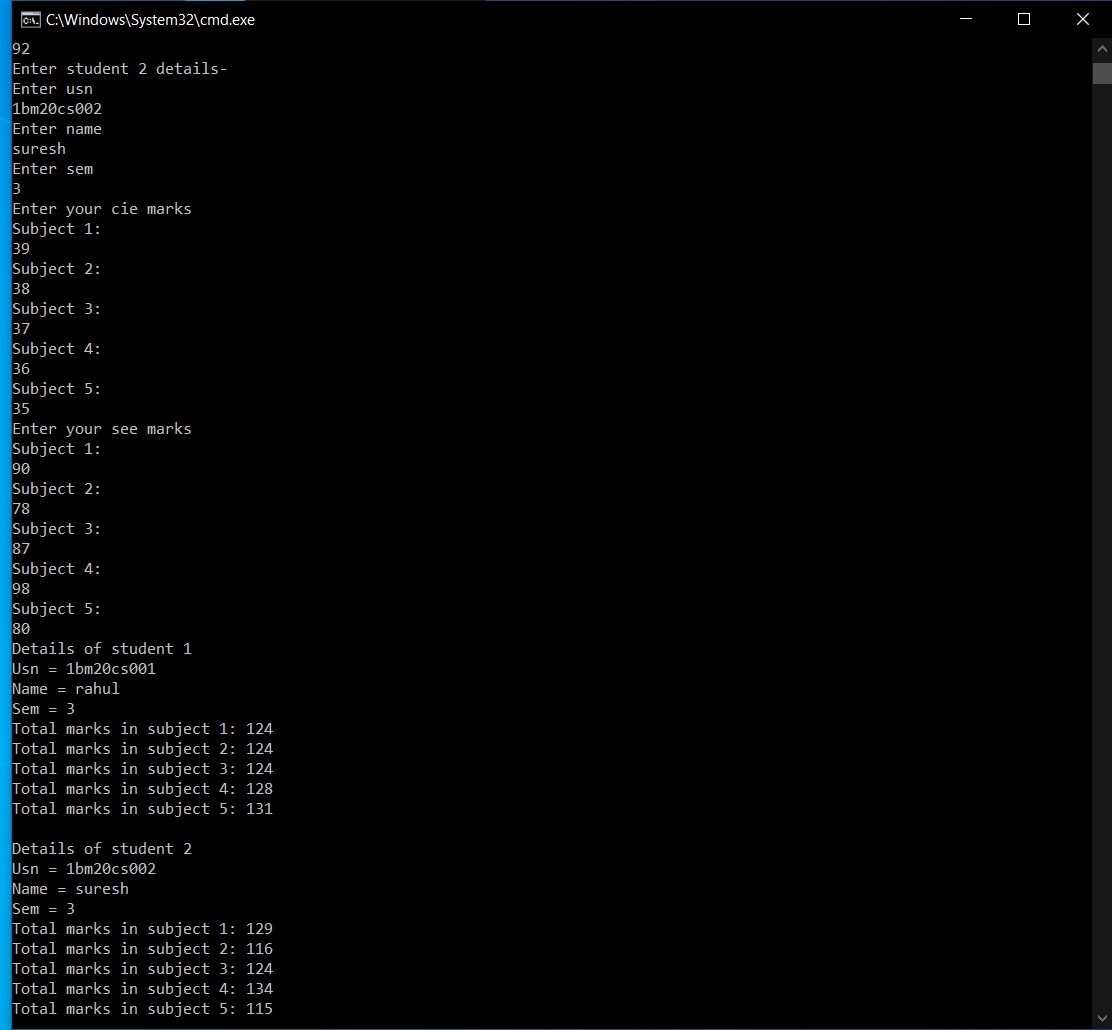 C:\Windows\System32\cmd.exe
92
Enter student 2 details-
Enter usn
1bm20cs002
Enter name
suresh
Enter sem
3
Enter your cie marks
Subject 1:
39
Subject 2:
38
Subject 3:
37
Subject 4:
36
Subject 5:
35
Enter your see marks
Subject 1:
90
Subject 2:
78
Subject 3:
87
Subject 4:
98
Subject 5:
80
Details of student 1
Usn = 1bm20cs001
Name = rahul
Sem = 3
Total marks in subject 1: 124
Total marks in subject 2: 124
Total marks in subject 3: 124
Total marks in subject 4: 128
Total marks in subject 5: 131

Details of student 2
Usn = 1bm20cs002
Name = suresh
Sem = 3
Total marks in subject 1: 129
Total marks in subject 2: 116
Total marks in subject 3: 124
Total marks in subject 4: 134
Total marks in subject 5: 115